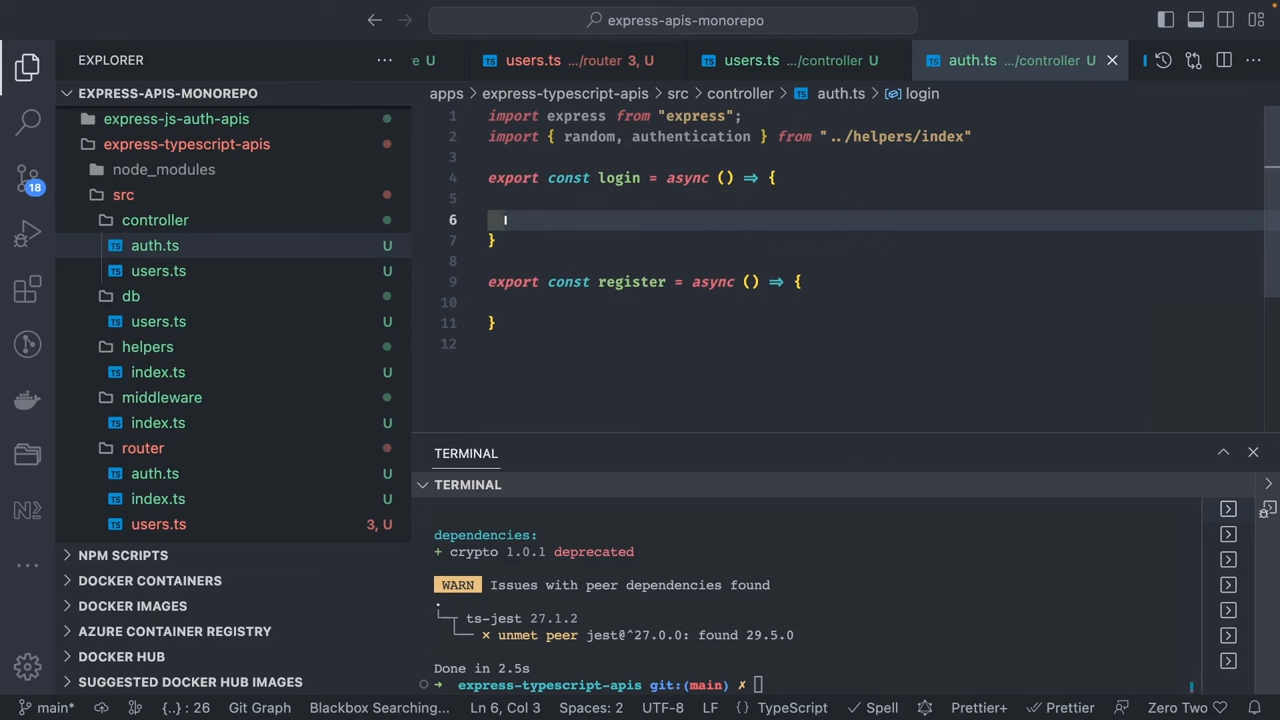 express-apis-monorepo
EXPLORER
EXPRESS-APIS-MONOREPO
express-js-auth-apis
express-typescript-apis
node_modules
src
controller
auth.ts U
users.ts U
db
users.ts U
helpers
index.ts U
middleware
index.ts U
router
auth.ts U
index.ts U
users.ts 3, U
NPM SCRIPTS
DOCKER CONTAINERS
DOCKER IMAGES
AZURE CONTAINER REGISTRY
DOCKER HUB
SUGGESTED DOCKER HUB IMAGES
18
e U users.ts .../router 3, U users.ts .../controller U auth.ts .../controller U
apps > express-typescript-apis > src > controller > TS auth.ts > login
1 import express from "express";
2 import { random, authentication } from "../helpers/index"
3
4 export const login = async () => {
5
6
7 }
8
9 export const register = async () => {
10
11 }
12
TERMINAL
TERMINAL
dependencies:
+ crypto 1.0.1 deprecated
WARN Issues with peer dependencies found
.
└─┬ ts-jest 27.1.2
└── ✕ unmet peer jest@^27.0.0: found 29.5.0
Done in 2.5s
➜ express-typescript-apis git:(main) ✗
main* {..} : 26 Git Graph Blackbox Searching... Ln 6, Col 3 Spaces: 2 UTF-8 LF {} TypeScript Spell Prettier+ Prettier Zero Two ♡